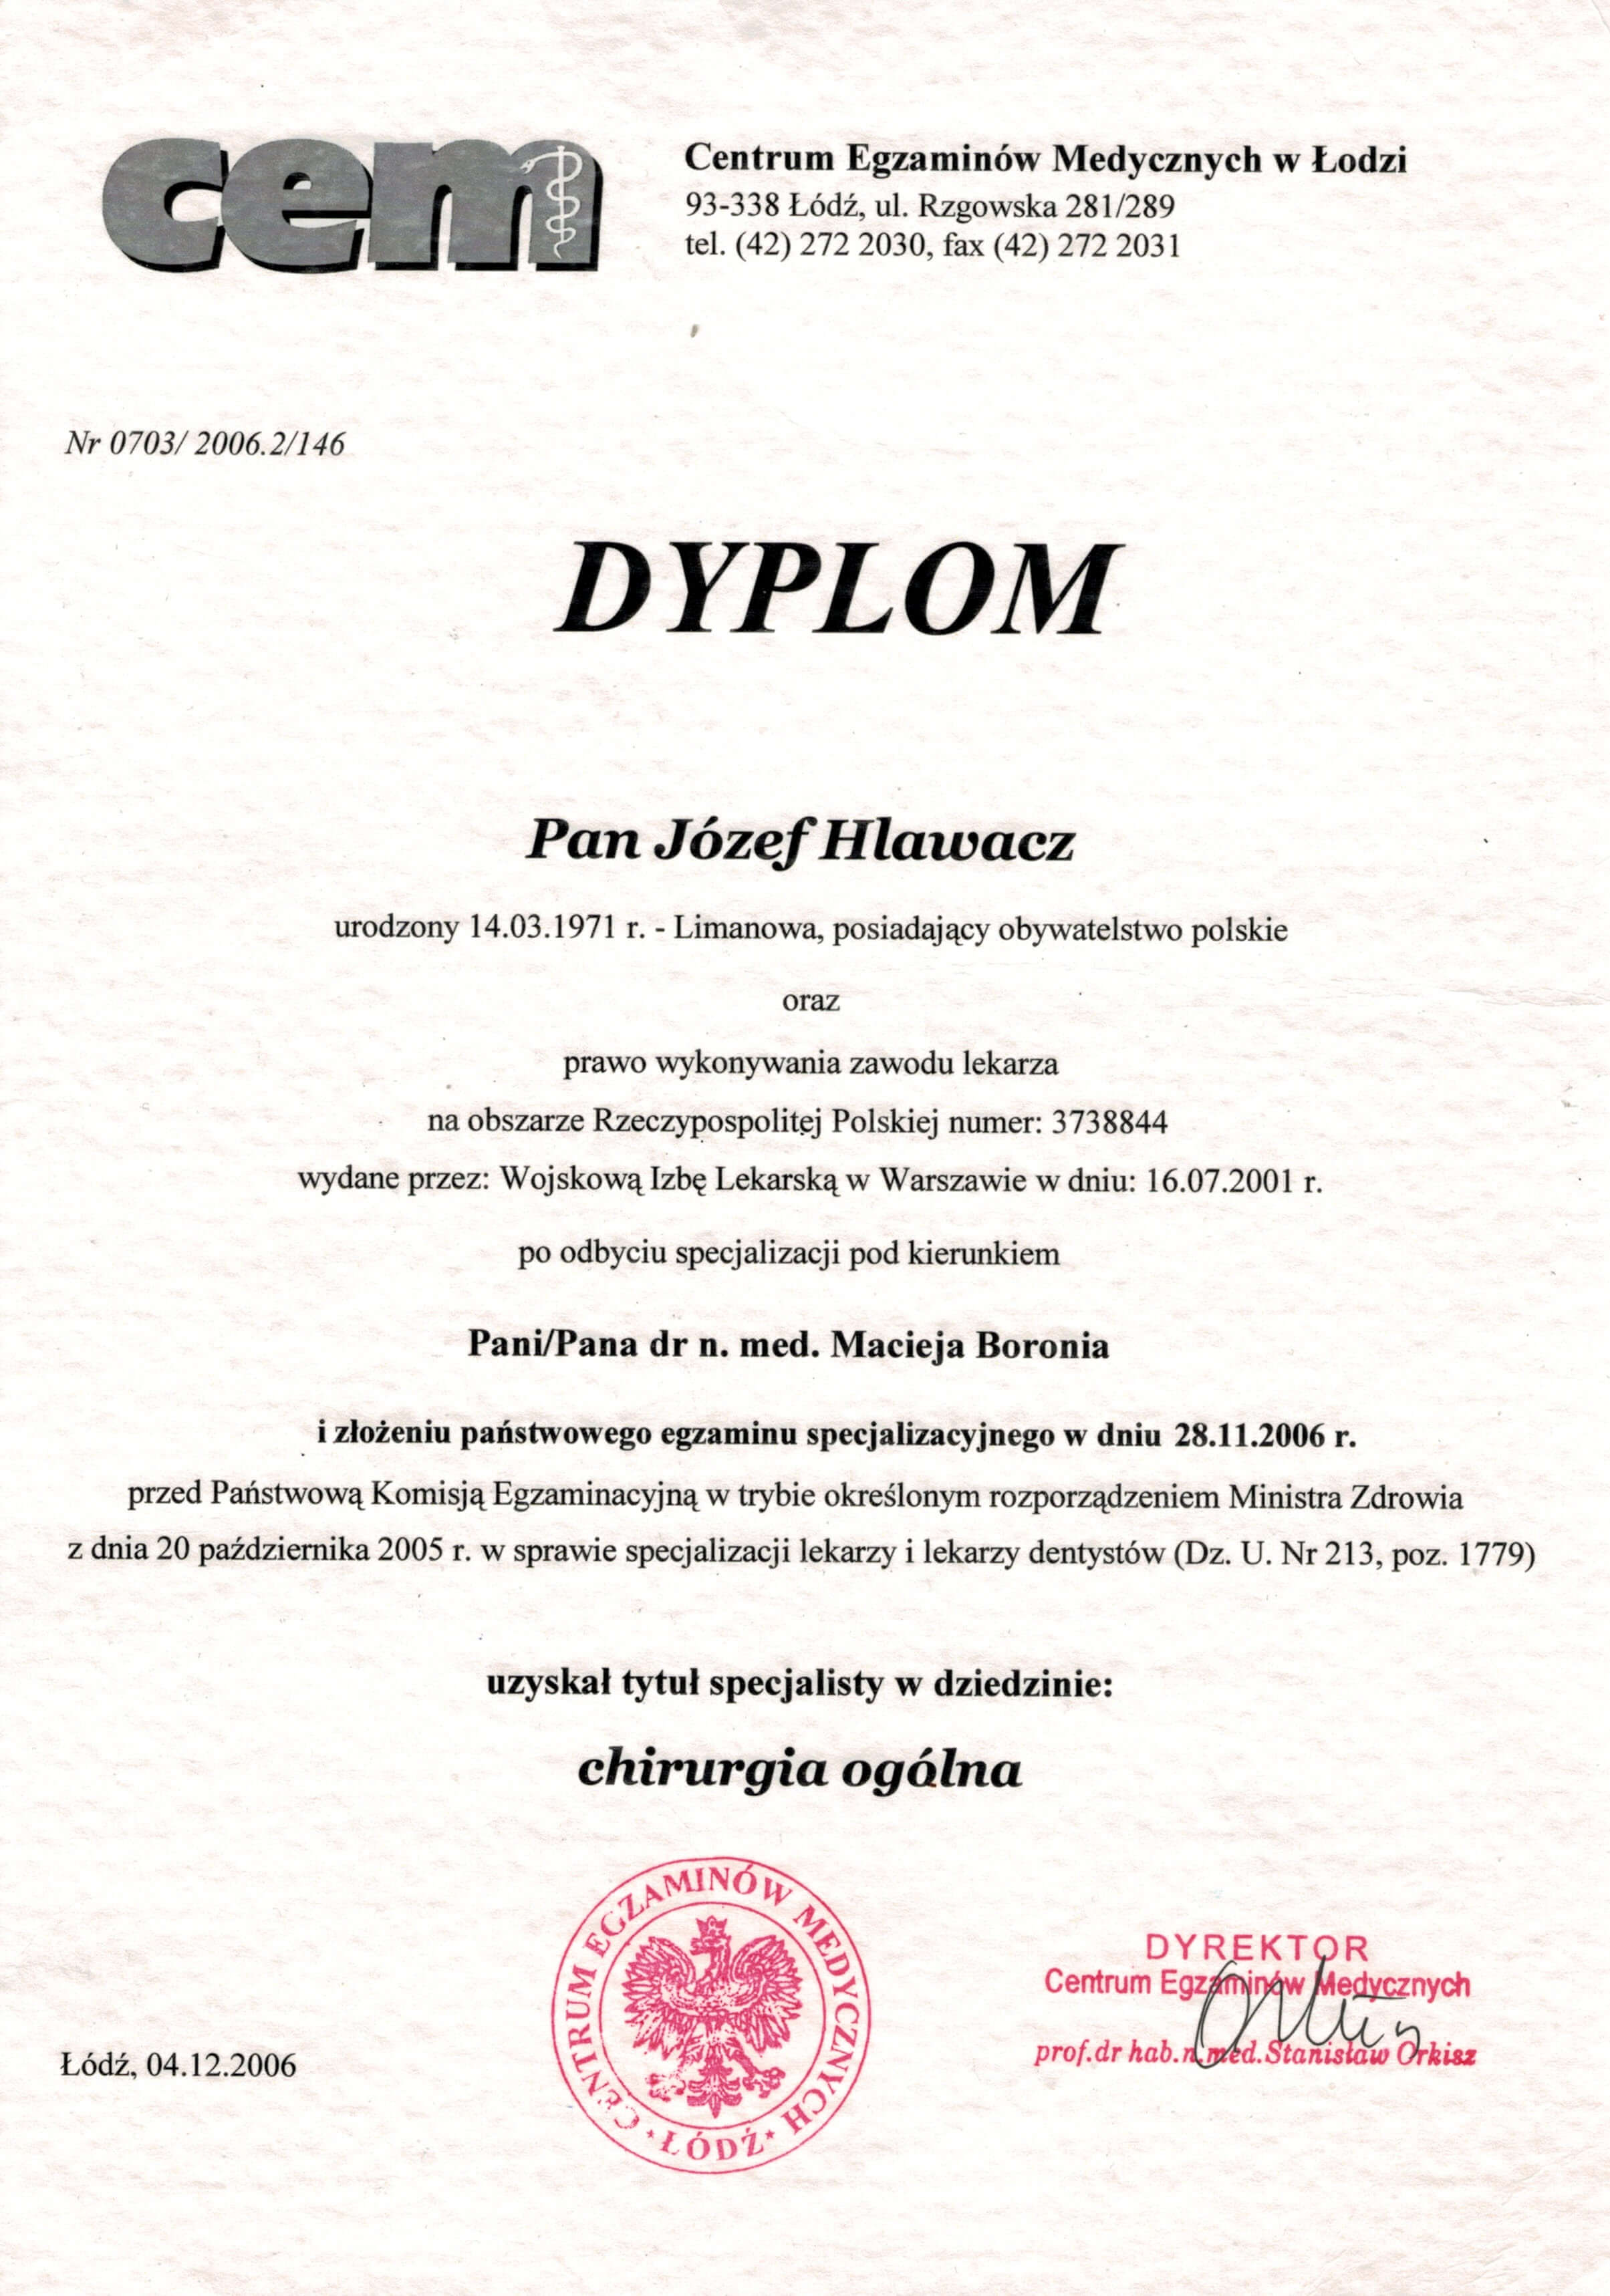 cem
Centrum Egzaminów Medycznych w Łodzi
93-338 Łódź, ul. Rzgowska 281/289
tel. (42) 272 2030, fax (42) 272 2031
Nr 0703/ 2006.2/146
DYPLOM
Pan Józef Hlawacz
urodzony 14.03.1971 r. - Limanowa, posiadający obywatelstwo polskie
oraz
prawo wykonywania zawodu lekarza
na obszarze Rzeczypospolitej Polskiej numer: 3738844
wydane przez: Wojskową Izbę Lekarską w Warszawie w dniu: 16.07.2001 r.
po odbyciu specjalizacji pod kierunkiem
Pani/Pana dr n. med. Macieja Boronia
i złożeniu państwowego egzaminu specjalizacyjnego w dniu 28.11.2006 r.
przed Państwową Komisją Egzaminacyjną w trybie określonym rozporządzeniem Ministra Zdrowia
z dnia 20 października 2005 r. w sprawie specjalizacji lekarzy i lekarzy dentystów (Dz. U. Nr 213, poz. 1779)
uzyskał tytuł specjalisty w dziedzinie:
chirurgia ogólna
CENTRUM EGZAMINÓW MEDYCZNYCH
* ŁÓDŹ *
DYREKTOR
Centrum Egzaminów Medycznych
prof.dr hab.n.med.Stanisław Orkisz
Łódź, 04.12.2006